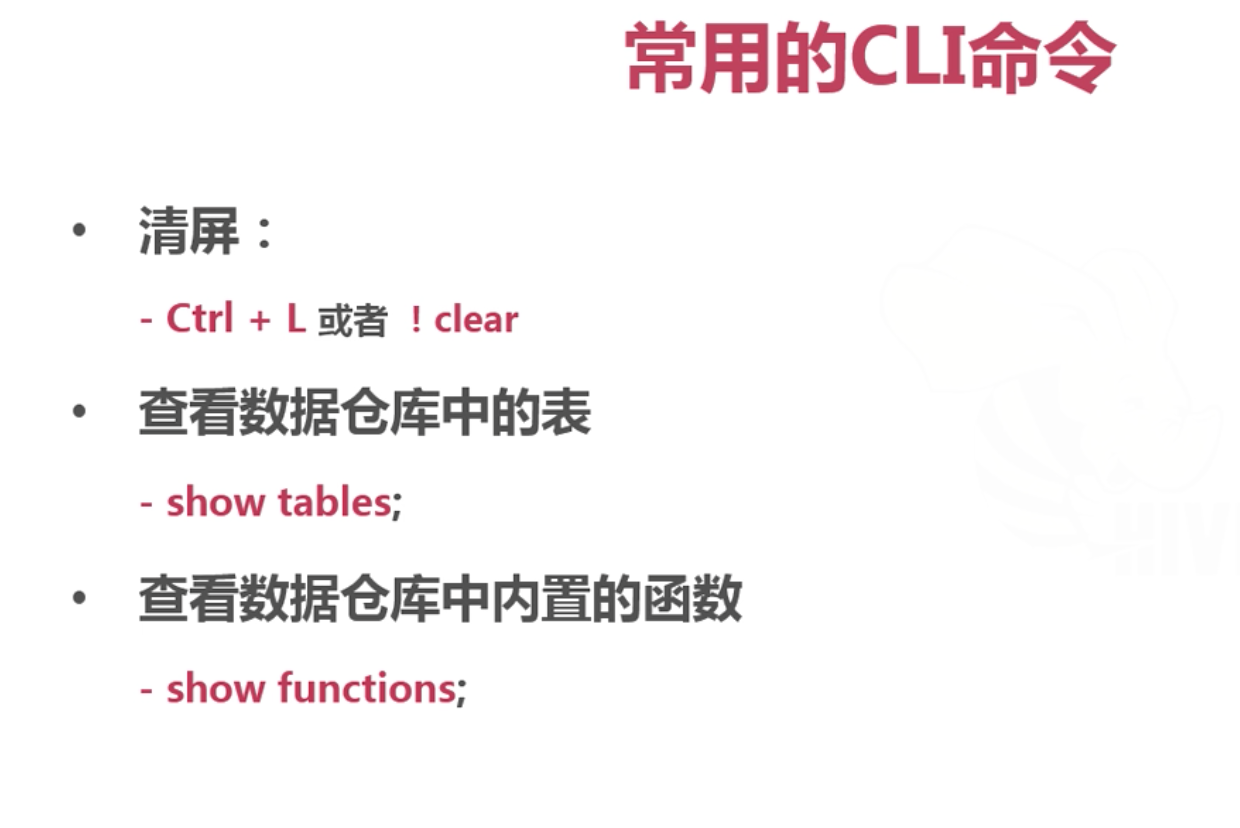 常用的CLI命令
• 清屏：
- Ctrl + L 或者 ! clear
• 查看数据仓库中的表
- show tables;
• 查看数据仓库中内置的函数
- show functions;
HIV